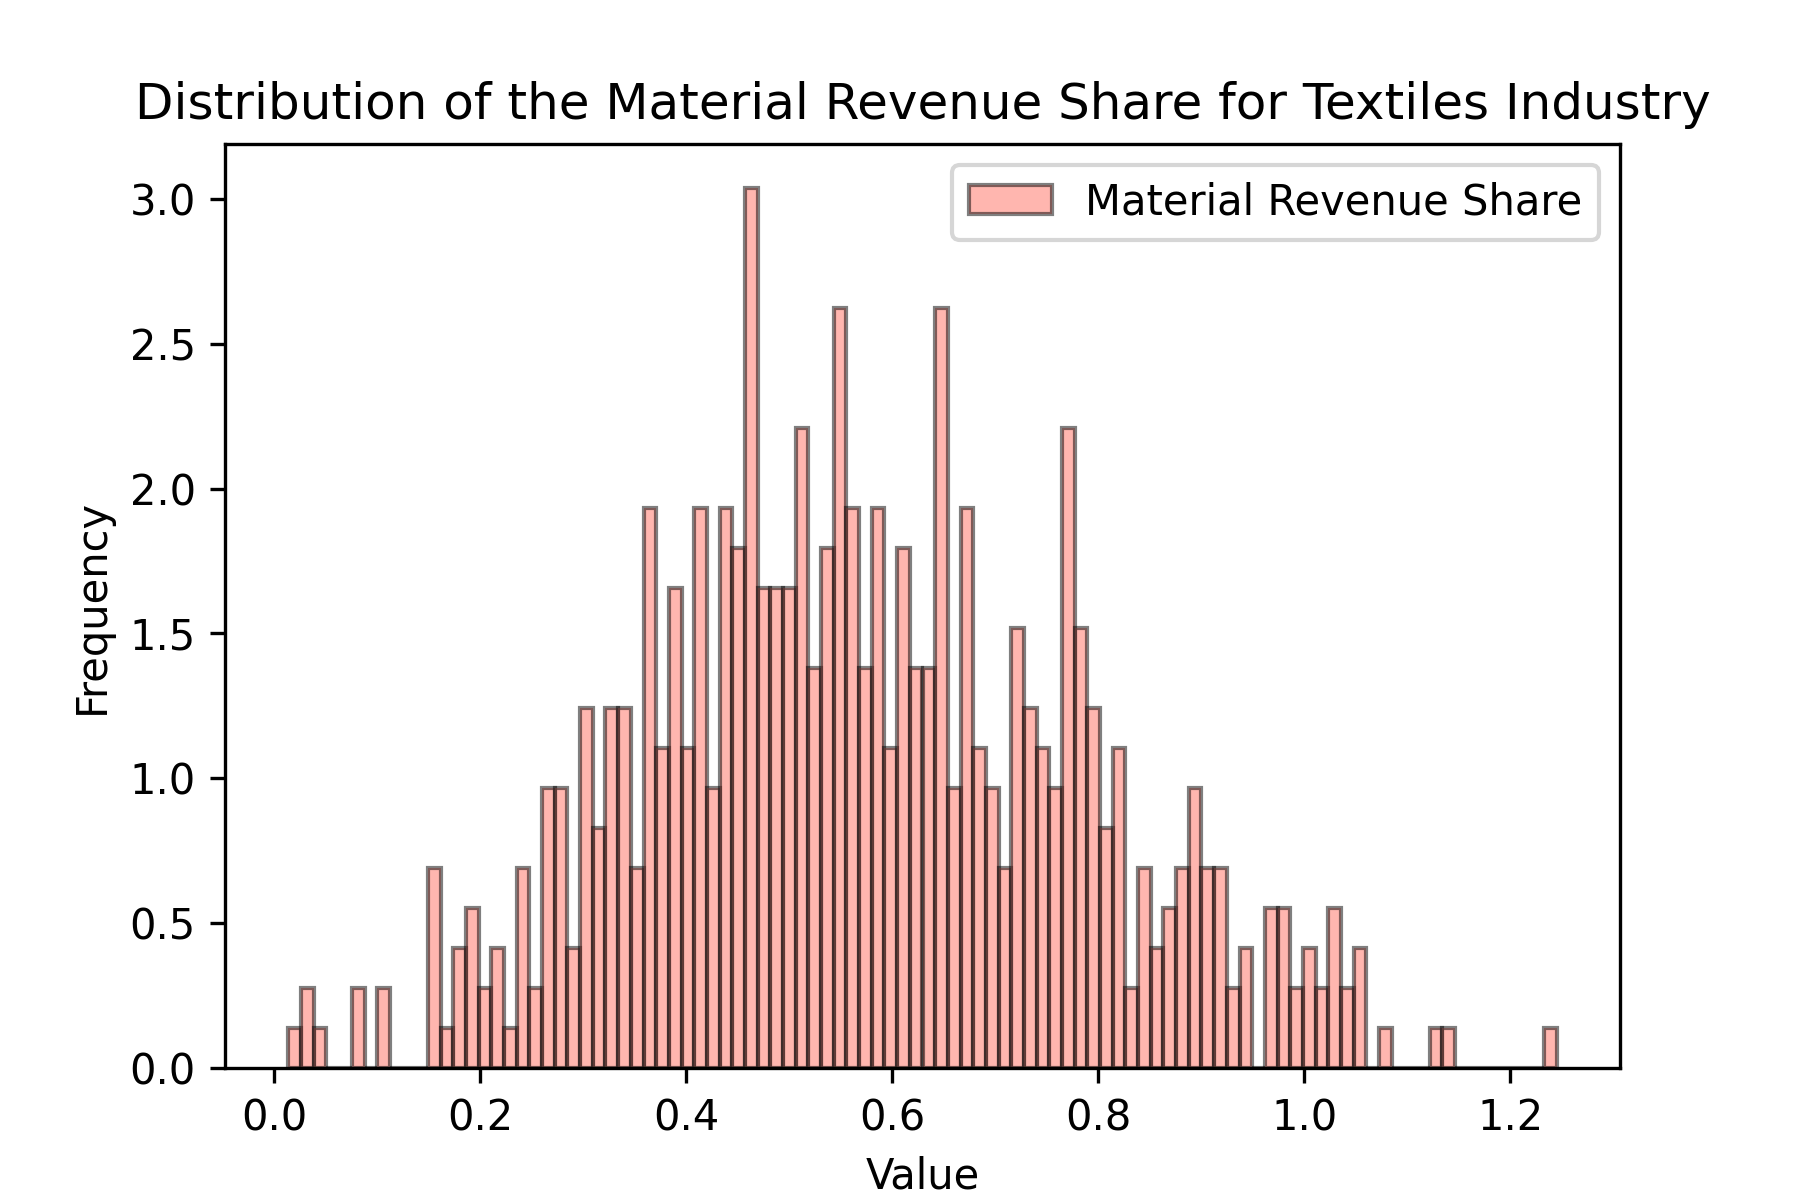 Distribution of the Material Revenue Share for Textiles Industry
Material Revenue Share
3.0
2.5
2.0
1.5
1.0
0.5
0.0
Frequency
0.0 0.2 0.4 0.6 0.8 1.0 1.2
Value